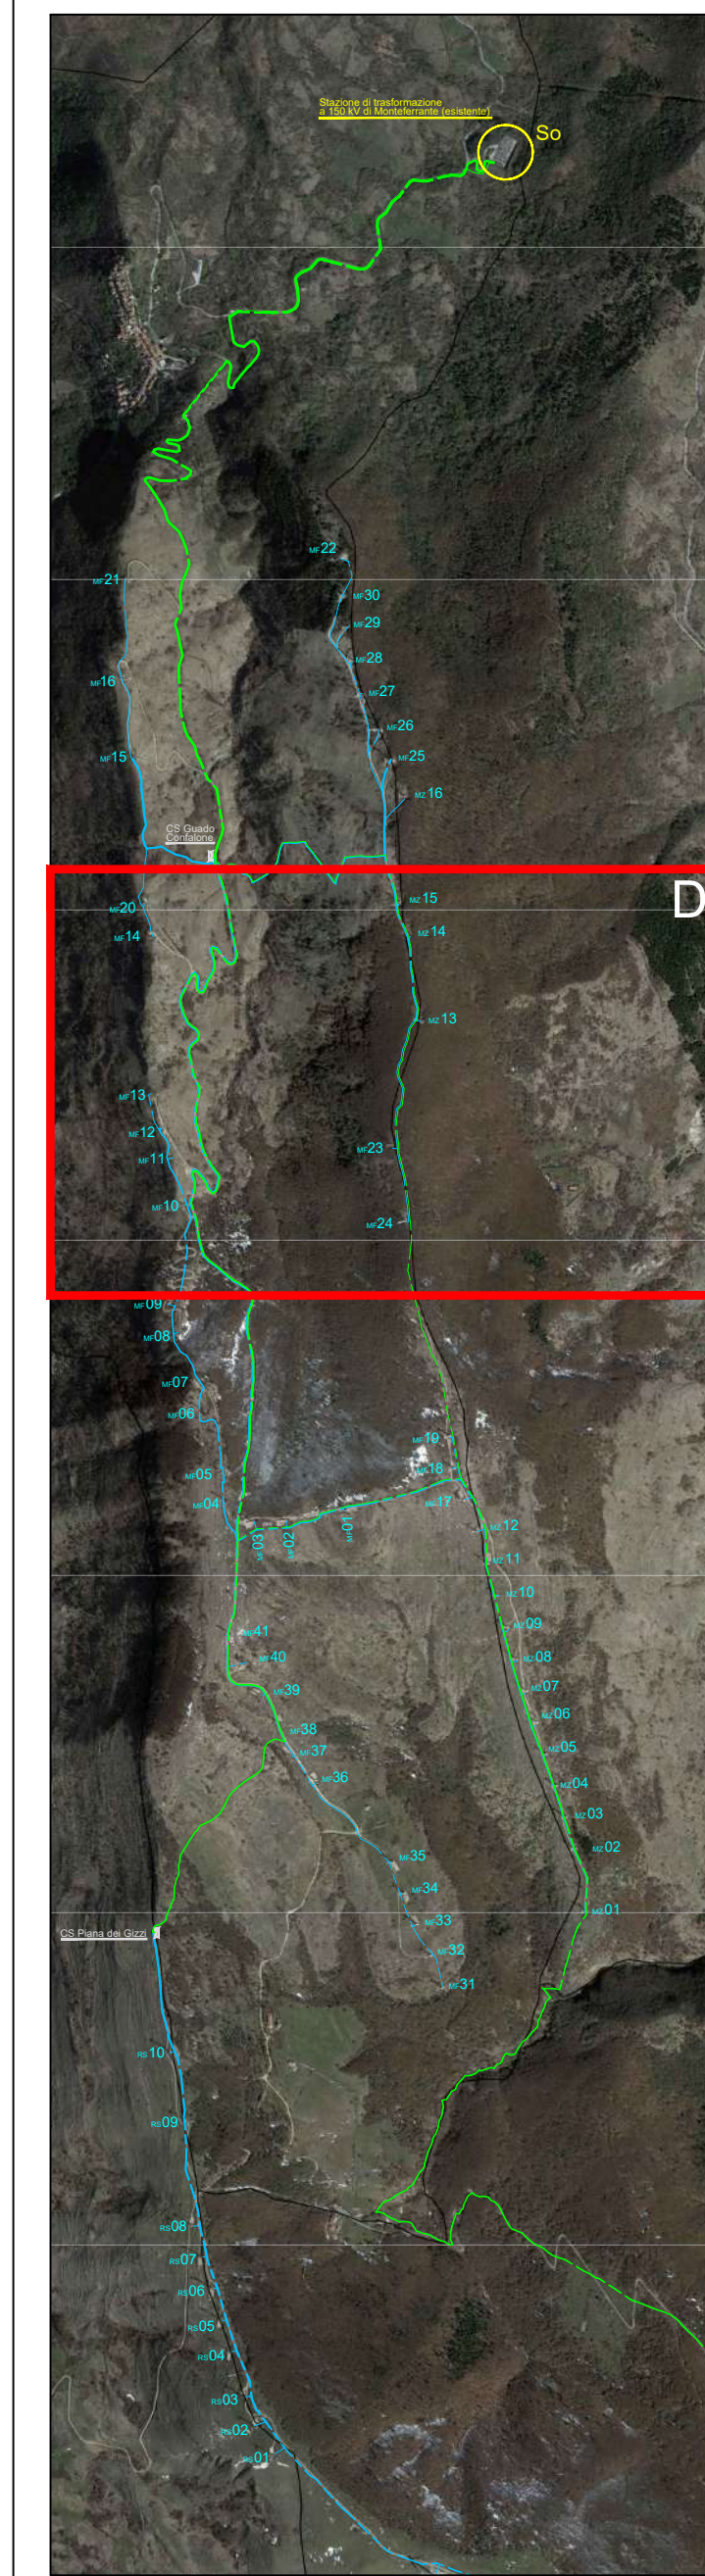 Stazione di trasformazione
a 150 kV di Monteferrante (esistente)
So
MF22
MF21
MF30
MF29
MF28
MF16
MF27
MF26
MF15
MF25
MZ16
CS Guado
Confalone
D
MZ15
MF20
MZ14
MF14
MZ13
MF13
MF12
MF23
MF11
MF10
MF24
MF09
MF08
MF07
MF06
MF19
MF18
MF05
MF04
MF17
MF01
MF02
MF03
MZ12
MZ11
MZ10
MZ09
MF41
MF40
MZ08
MF39
MZ07
MZ06
MF38
MF37
MZ05
MF36
MZ04
MZ03
MZ02
MF35
MF34
MZ01
MF33
CS Piana dei Gizzi
MF32
MF31
RS10
RS09
RS08
RS07
RS06
RS05
RS04
RS03
RS02
RS01